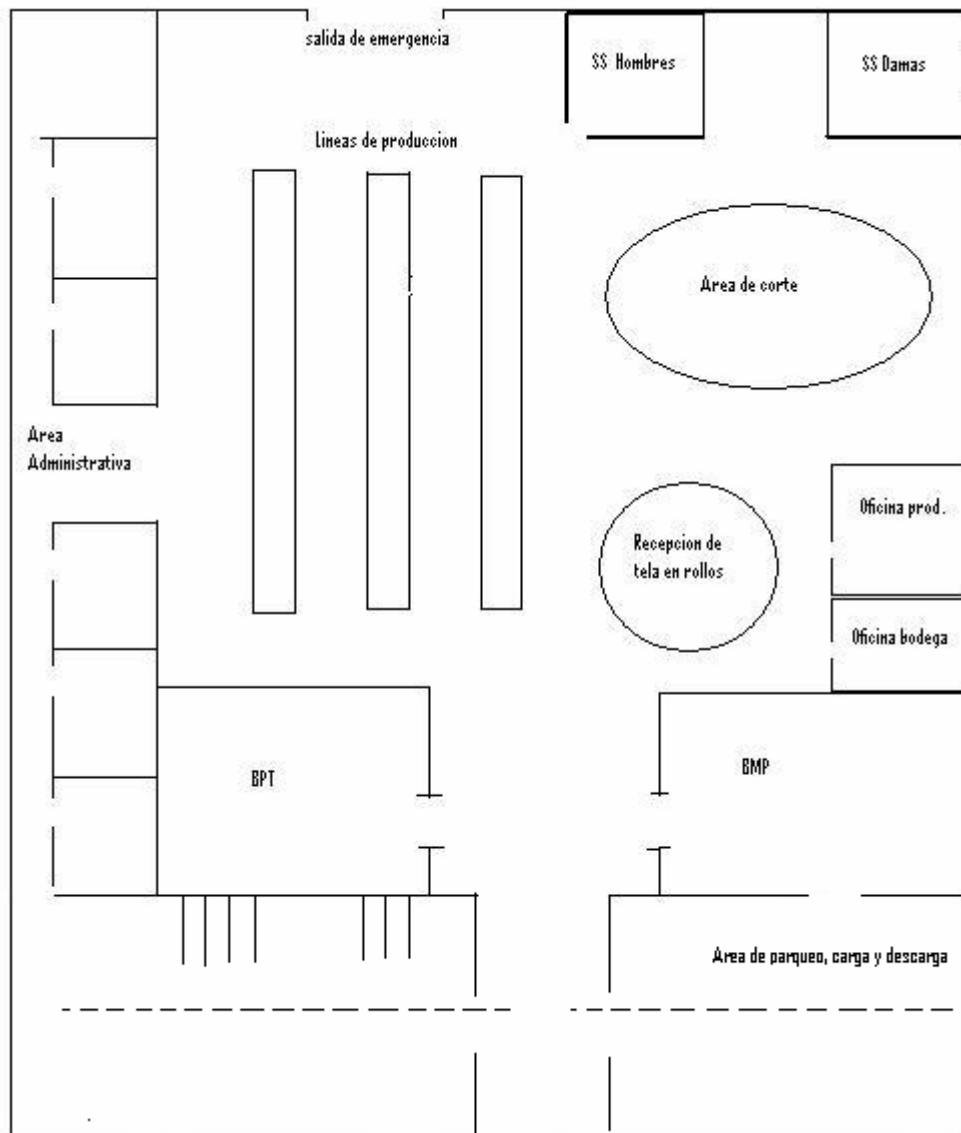 salida de emergencia
SS Hombres
SS Damas
Lineas de produccion
Area de corte
Area
Administrativa
Oficina prod.
Recepcion de
tela en rollos
Oficina bodega
BPT
BMP
Area de parqueo, carga y descarga